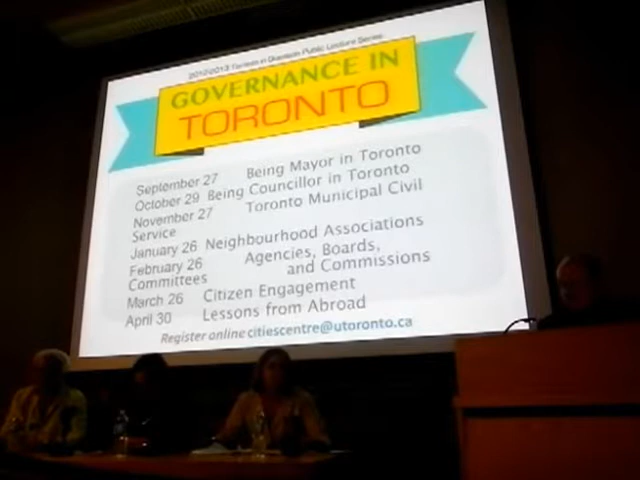 2012-2013 Toronto in Question Public Lecture Series
GOVERNANCE IN
TORONTO
September 27 Being Mayor in Toronto
October 29 Being Councillor in Toronto
November 27 Toronto Municipal Civil
Service
January 26 Neighbourhood Associations
February 26 Agencies, Boards,
Committees and Commissions
March 26 Citizen Engagement
April 30 Lessons from Abroad
Register online citiescentre@utoronto.ca